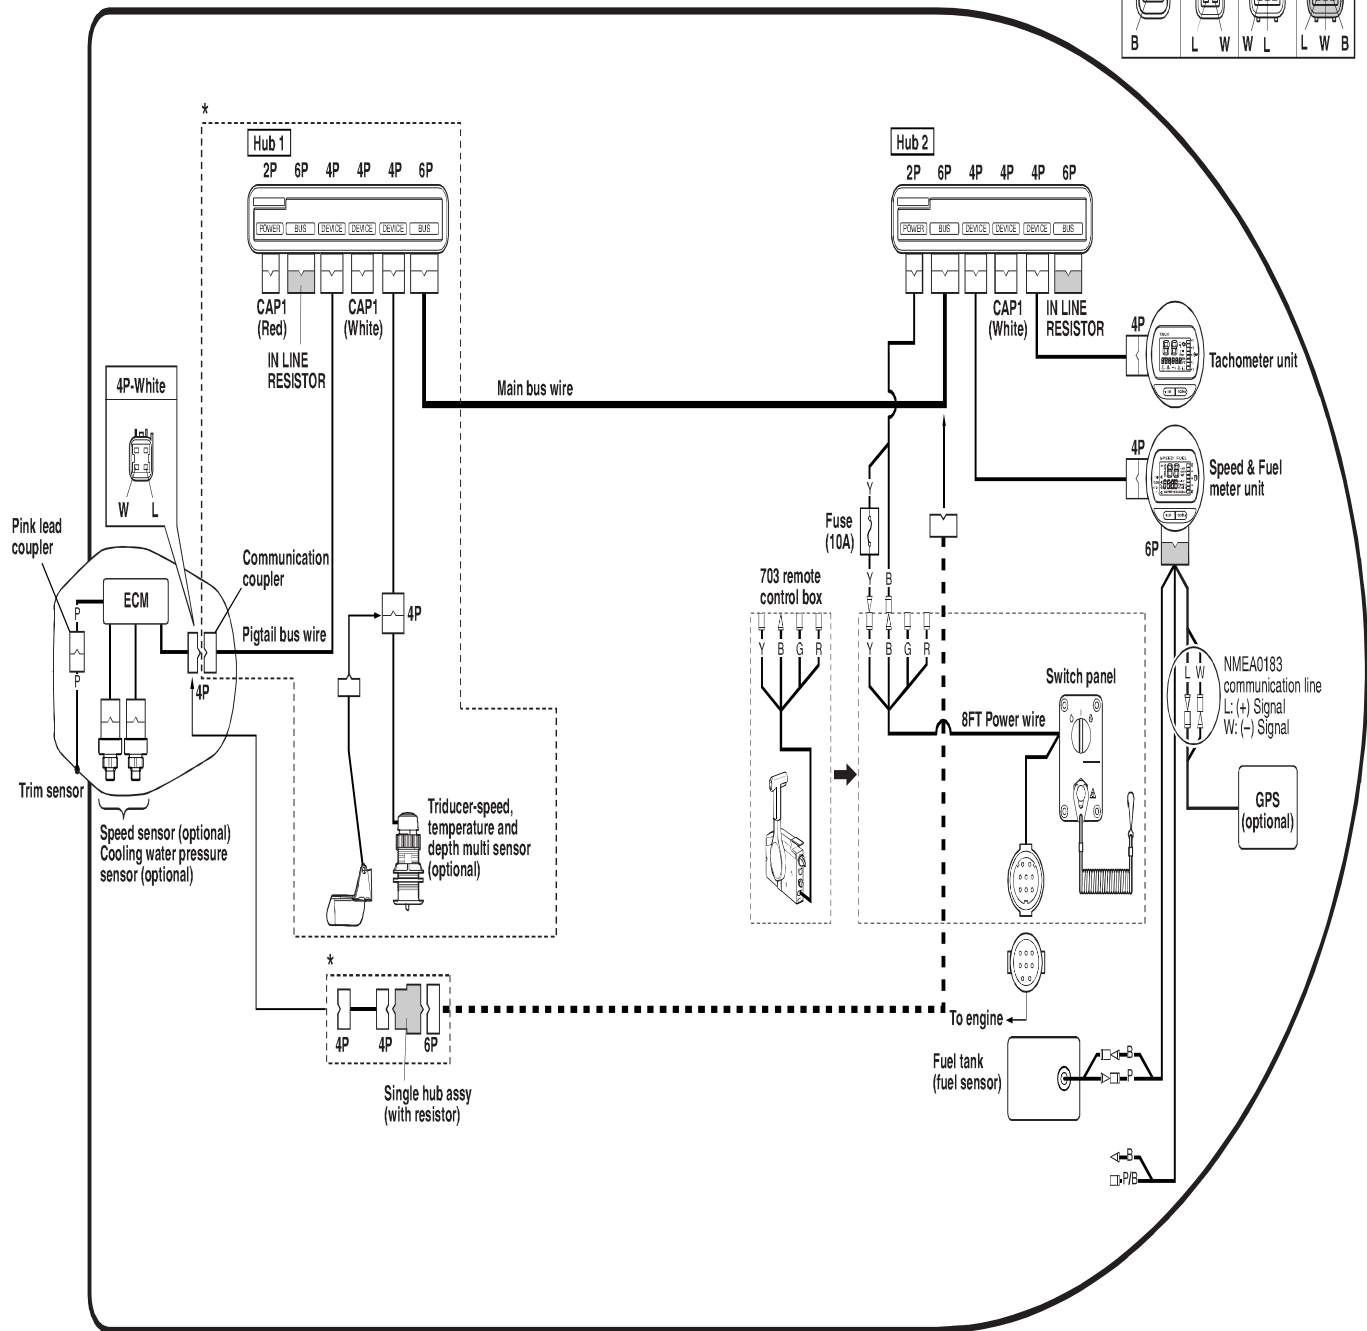 B L W W L L W B
*
Hub 1
2P 6P 4P 4P 4P 6P
POWER BUS DEVICE DEVICE DEVICE BUS
CAP1
(Red)
CAP1
(White)
IN LINE
RESISTOR
Hub 2
2P 6P 4P 4P 4P 6P
POWER BUS DEVICE DEVICE DEVICE BUS
CAP1
(White)
IN LINE
RESISTOR
4P
Tachometer unit
4P-White
W L
Main bus wire
4P
SPEED FUEL
Speed & Fuel
meter unit
6P
Pink lead
coupler
Communication
coupler
ECM
P
P
Pigtail bus wire
4P
4P
Y
Fuse
(10A)
Y B
703 remote
control box
Y B G R
Y B G R
Switch panel
8FT Power wire
L W
NMEA0183
communication line
L: (+) Signal
W: (–) Signal
GPS
(optional)
Trim sensor
Speed sensor (optional)
Cooling water pressure
sensor (optional)
Triducer-speed,
temperature and
depth multi sensor
(optional)
*
4P 4P 6P
Single hub assy
(with resistor)
To engine
Fuel tank
(fuel sensor)
B
P
B
P/B